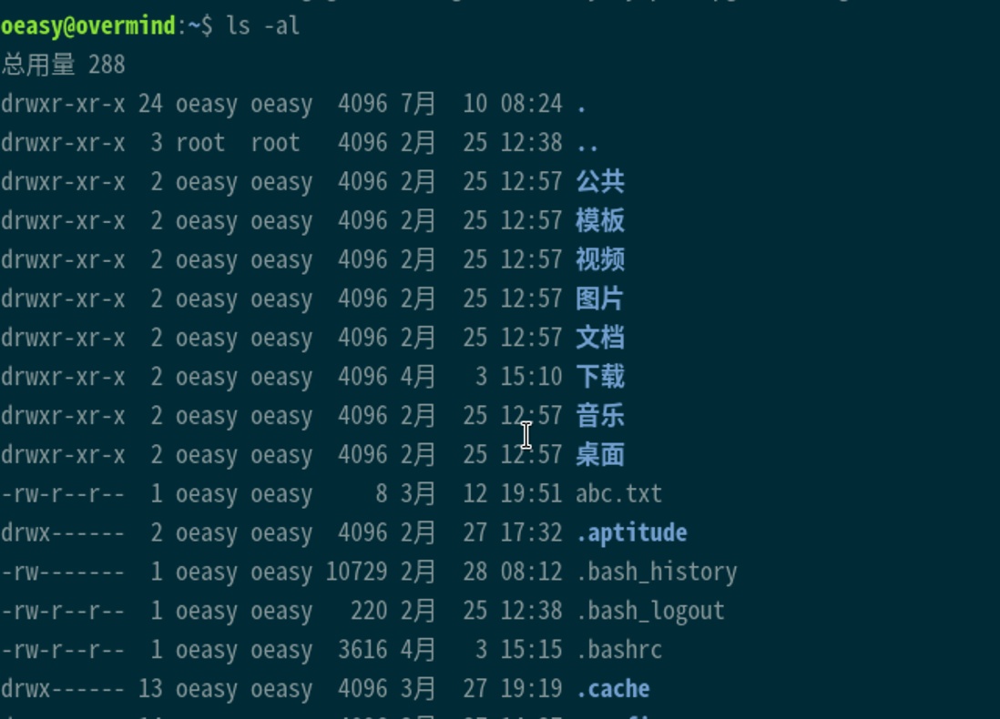 oeasy@overmind:~$ ls -al
总用量 288
drwxr-xr-x 24 oeasy oeasy  4096 7月  10 08:24 .
drwxr-xr-x  3 root  root   4096 2月  25 12:38 ..
drwxr-xr-x  2 oeasy oeasy  4096 2月  25 12:57 公共
drwxr-xr-x  2 oeasy oeasy  4096 2月  25 12:57 模板
drwxr-xr-x  2 oeasy oeasy  4096 2月  25 12:57 视频
drwxr-xr-x  2 oeasy oeasy  4096 2月  25 12:57 图片
drwxr-xr-x  2 oeasy oeasy  4096 2月  25 12:57 文档
drwxr-xr-x  2 oeasy oeasy  4096 4月   3 15:10 下载
drwxr-xr-x  2 oeasy oeasy  4096 2月  25 12:57 音乐
drwxr-xr-x  2 oeasy oeasy  4096 2月  25 12:57 桌面
-rw-r--r--  1 oeasy oeasy     8 3月  12 19:51 abc.txt
drwx------  2 oeasy oeasy  4096 2月  27 17:32 .aptitude
-rw-------  1 oeasy oeasy 10729 2月  28 08:12 .bash_history
-rw-r--r--  1 oeasy oeasy   220 2月  25 12:38 .bash_logout
-rw-r--r--  1 oeasy oeasy  3616 4月   3 15:15 .bashrc
drwx------ 13 oeasy oeasy  4096 3月  27 19:19 .cache